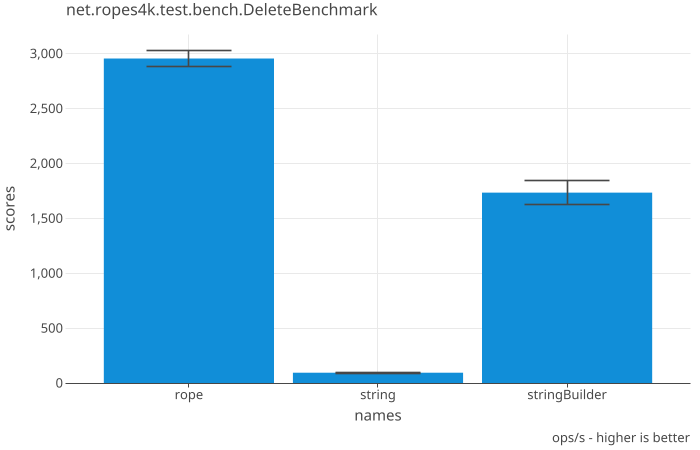 net.ropes4k.test.bench.DeleteBenchmark
3,000
2,500
2,000
1,500
1,000
500
0
scores
rope string stringBuilder
names
ops/s - higher is better